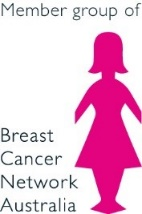 Member group of
Breast
Cancer
Network
Australia